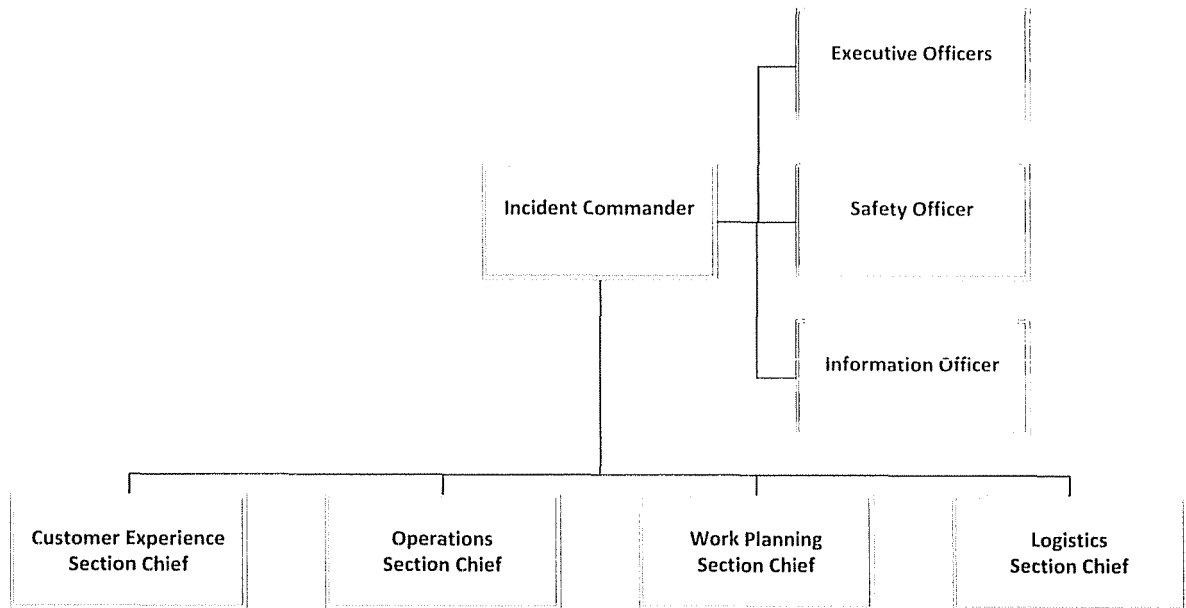 Executive Officers
Incident Commander
Safety Officer
Information Officer
Customer Experience
Section Chief
Operations
Section Chief
Work Planning
Section Chief
Logistics
Section Chief